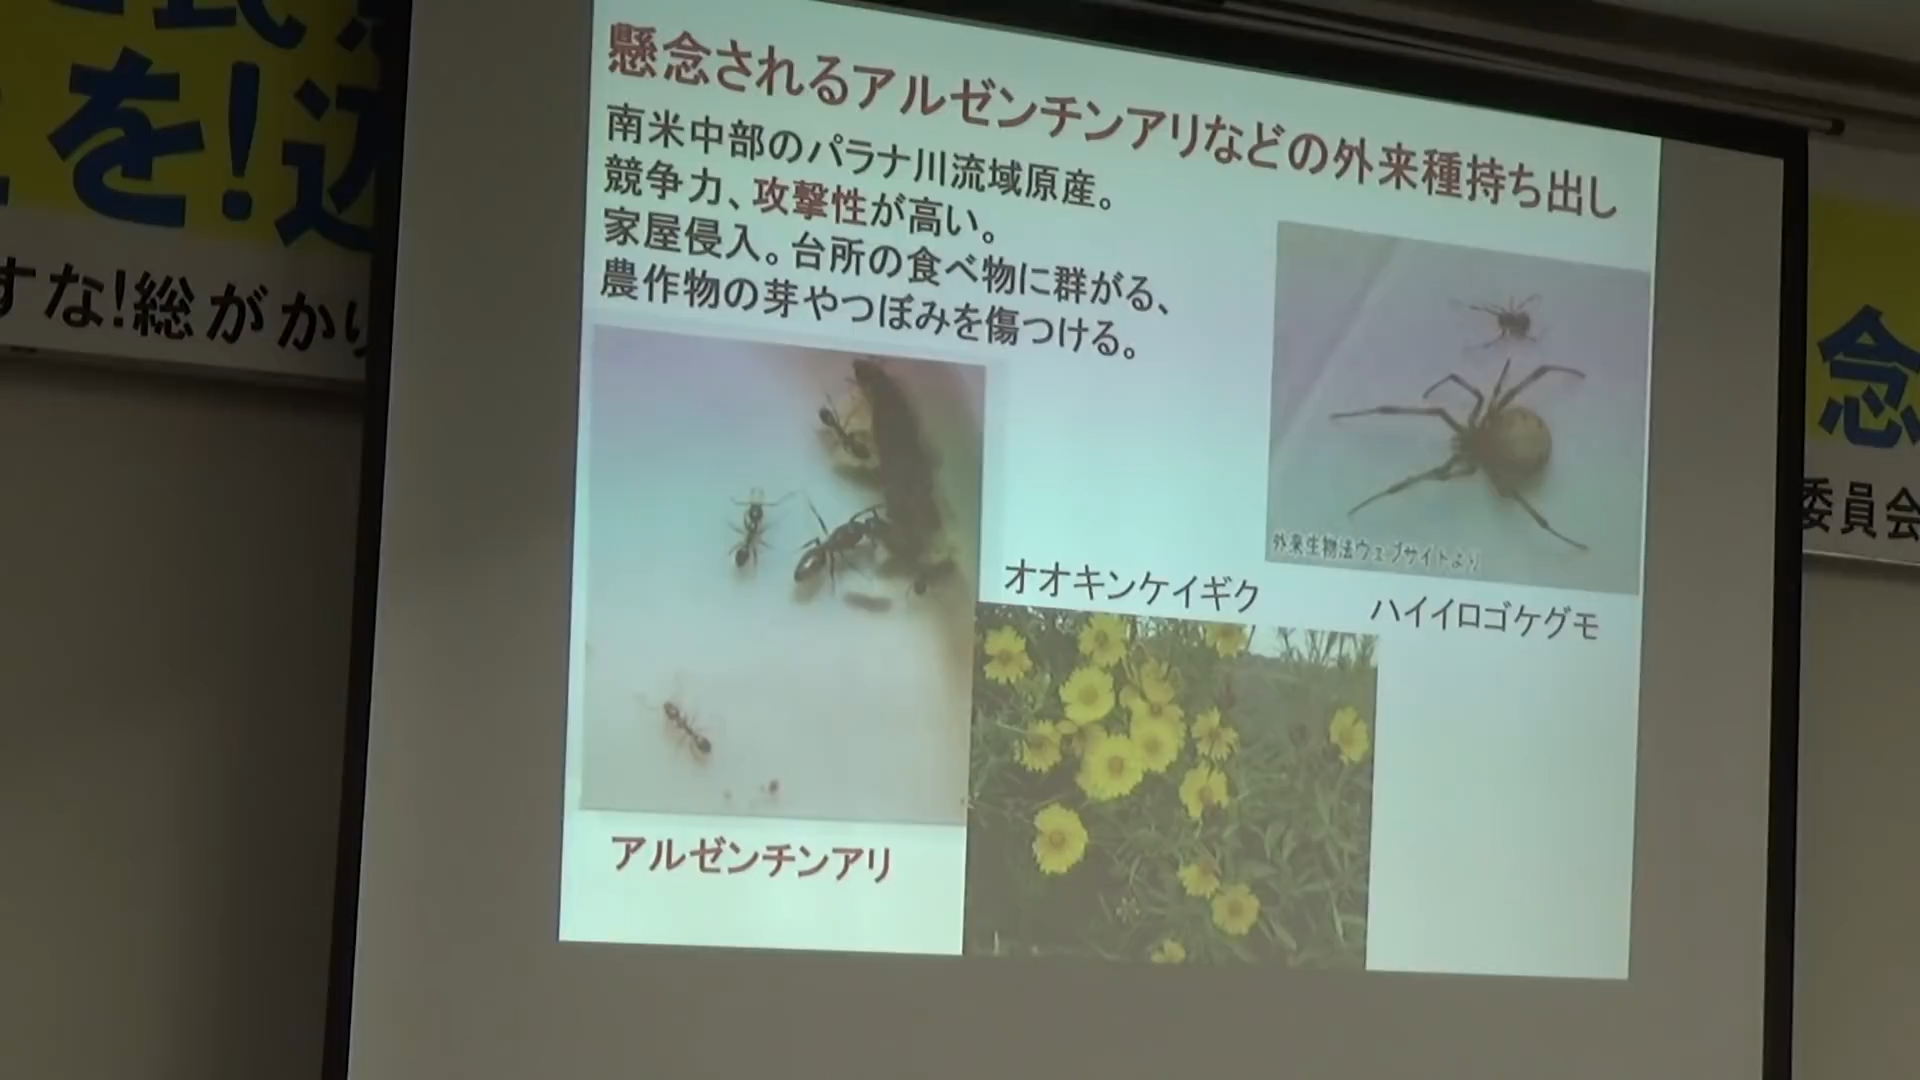 を!
すな!総がかり
懸念されるアルゼンチンアリなどの外来種持ち出し
南米中部のパラナ川流域原産。
競争力、攻撃性が高い。
家屋侵入。台所の食べ物に群がる、
農作物の芽やつぼみを傷つける。
外来生物法ウェブサイトより
オオキンケイギク
ハイイロゴケグモ
アルゼンチンアリ
念
委員会